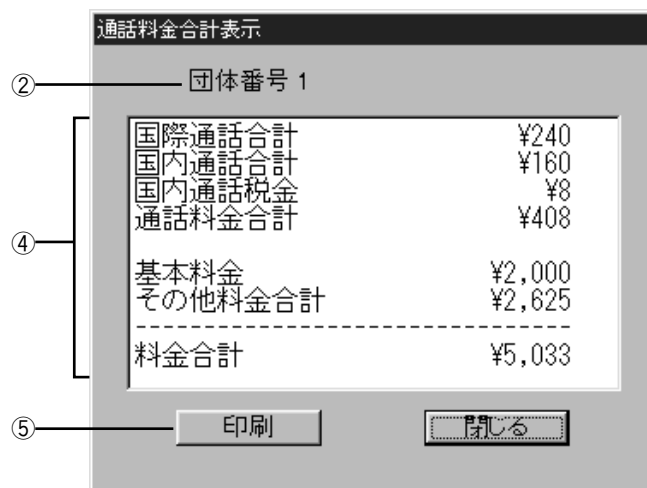 通話料金合計表示
② 団体番号 1
国際通話合計 ¥240
国内通話合計 ¥160
国内通話税金 ¥8
通話料金合計 ¥408
④
基本料金 ¥2,000
その他料金合計 ¥2,625
--------------------------------
料金合計 ¥5,033
⑤ 印刷 閉じる